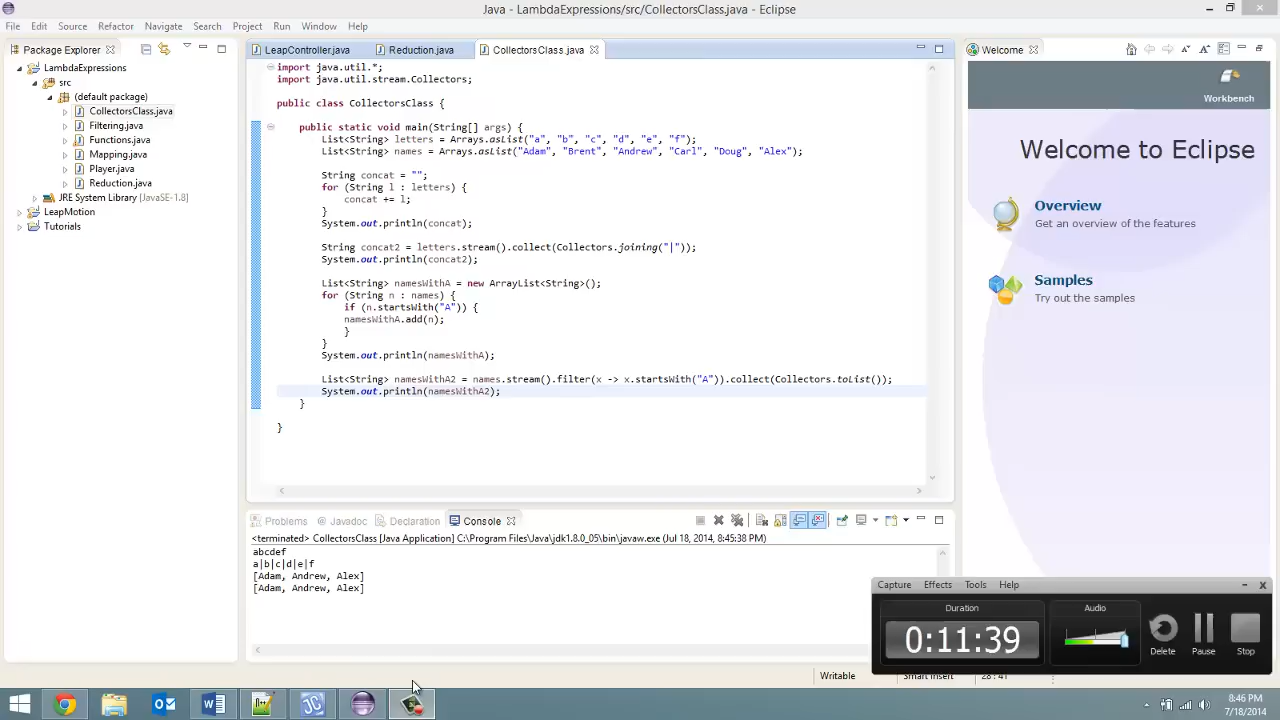 Java - LambdaExpressions/src/CollectorsClass.java - Eclipse
File Edit Source Refactor Navigate Search Project Run Window Help
Package Explorer
LambdaExpressions
src
(default package)
CollectorsClass.java
Filtering.java
Functions.java
Mapping.java
Player.java
Reduction.java
JRE System Library [JavaSE-1.8]
LeapMotion
Tutorials
LeapController.java Reduction.java CollectorsClass.java
import java.util.*;
import java.util.stream.Collectors;
public class CollectorsClass {
public static void main(String[] args) {
List<String> letters = Arrays.asList("a", "b", "c", "d", "e", "f");
List<String> names = Arrays.asList("Adam", "Brent", "Andrew", "Carl", "Doug", "Alex");
String concat = "";
for (String l : letters) {
concat += l;
}
System.out.println(concat);
String concat2 = letters.stream().collect(Collectors.joining("|"));
System.out.println(concat2);
List<String> namesWithA = new ArrayList<String>();
for (String n : names) {
if (n.startsWith("A")) {
namesWithA.add(n);
}
}
System.out.println(namesWithA);
List<String> namesWithA2 = names.stream().filter(x -> x.startsWith("A")).collect(Collectors.toList());
System.out.println(namesWithA2);
}
}
Welcome
Workbench
Welcome to Eclipse
Overview
Get an overview of the features
Samples
Try out the samples
Problems Javadoc Declaration Console
<terminated> CollectorsClass [Java Application] C:\Program Files\Java\jdk1.8.0_05\bin\javaw.exe (Jul 18, 2014, 8:45:38 PM)
abcdef
a|b|c|d|e|f
[Adam, Andrew, Alex]
[Adam, Andrew, Alex]
Capture Effects Tools Help
Duration Audio
0:11:39
Delete Pause Stop
Writable Smart Insert 28:41
8:46 PM
7/18/2014